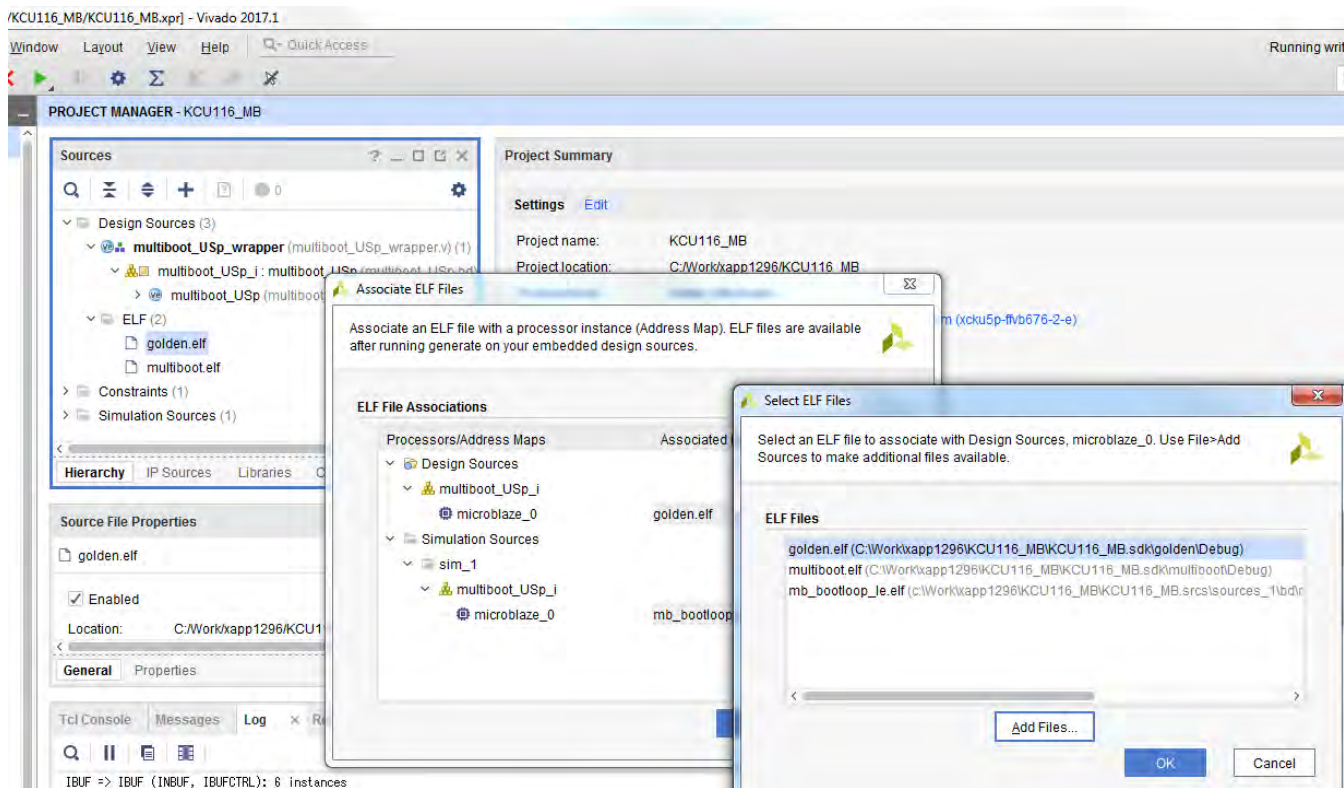 /KCU116_MB/KCU116_MB.xpr] - Vivado 2017.1
Window Layout View Help Quick Access
Running writ
PROJECT MANAGER - KCU116_MB
Sources
0
Design Sources (3)
multiboot_USp_wrapper (multiboot_USp_wrapper.v) (1)
multiboot_USp_i : multiboot_USp (multiboot_USp.bd)
multiboot_USp (multiboot
ELF (2)
golden.elf
multiboot.elf
Constraints (1)
Simulation Sources (1)
Hierarchy IP Sources Libraries C
Source File Properties
golden.elf
Enabled
Location: C:/Work/xapp1296/KCU1
General Properties
Tcl Console Messages Log Re
IBUF => IBUF (INBUF, IBUFCTRL): 6 instances
Project Summary
Settings Edit
Project name: KCU116_MB
Project location: C:/Work/xapp1296/KCU116_MB
m (xcku5p-ffvb676-2-e)
Associate ELF Files
Associate an ELF file with a processor instance (Address Map). ELF files are available
after running generate on your embedded design sources.
ELF File Associations
Processors/Address Maps Associated
Design Sources
multiboot_USp_i
microblaze_0 golden.elf
Simulation Sources
sim_1
multiboot_USp_i
microblaze_0 mb_bootloop
Select ELF Files
Select an ELF file to associate with Design Sources, microblaze_0. Use File>Add
Sources to make additional files available.
ELF Files
golden.elf (C:\Work\xapp1296\KCU116_MB\KCU116_MB.sdk\golden\Debug)
multiboot.elf (C:\Work\xapp1296\KCU116_MB\KCU116_MB.sdk\multiboot\Debug)
mb_bootloop_le.elf (c:\Work\xapp1296\KCU116_MB\KCU116_MB.srcs\sources_1\bd\
Add Files...
OK Cancel